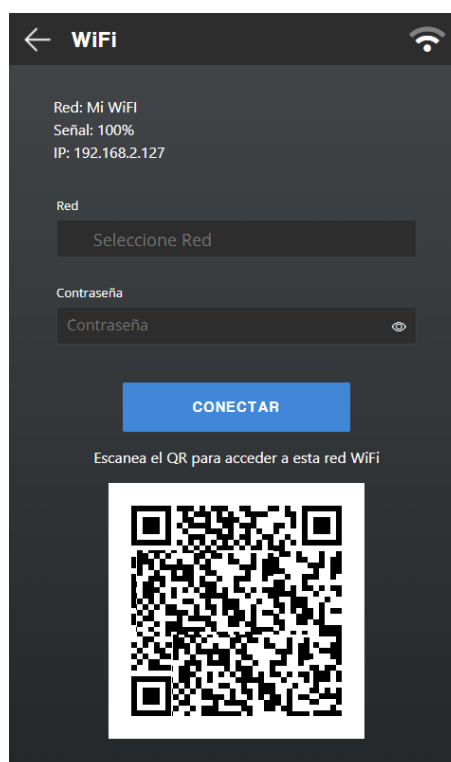 WiFi
Red: Mi WiFI
Señal: 100%
IP: 192.168.2.127
Red
Seleccione Red
Contraseña
Contraseña
CONECTAR
Escanea el QR para acceder a esta red WiFi